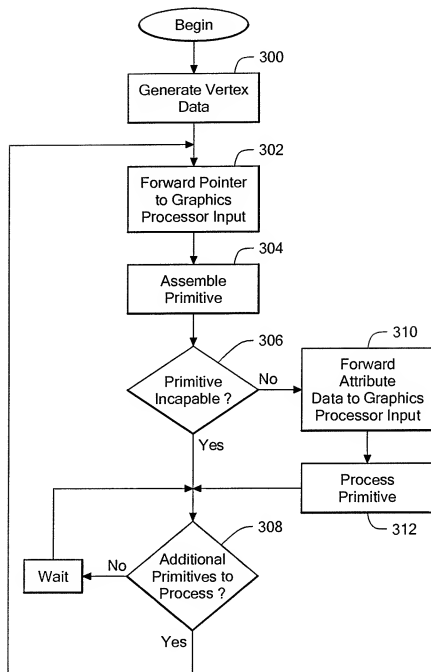 Begin
300
Generate Vertex
Data
302
Forward Pointer
to Graphics
Processor Input
304
Assemble
Primitive
306
Primitive
Incapable ?
No
Yes
310
Forward
Attribute
Data to Graphics
Processor Input
Process
Primitive
312
308
Additional
Primitives to
Process ?
No
Wait
Yes